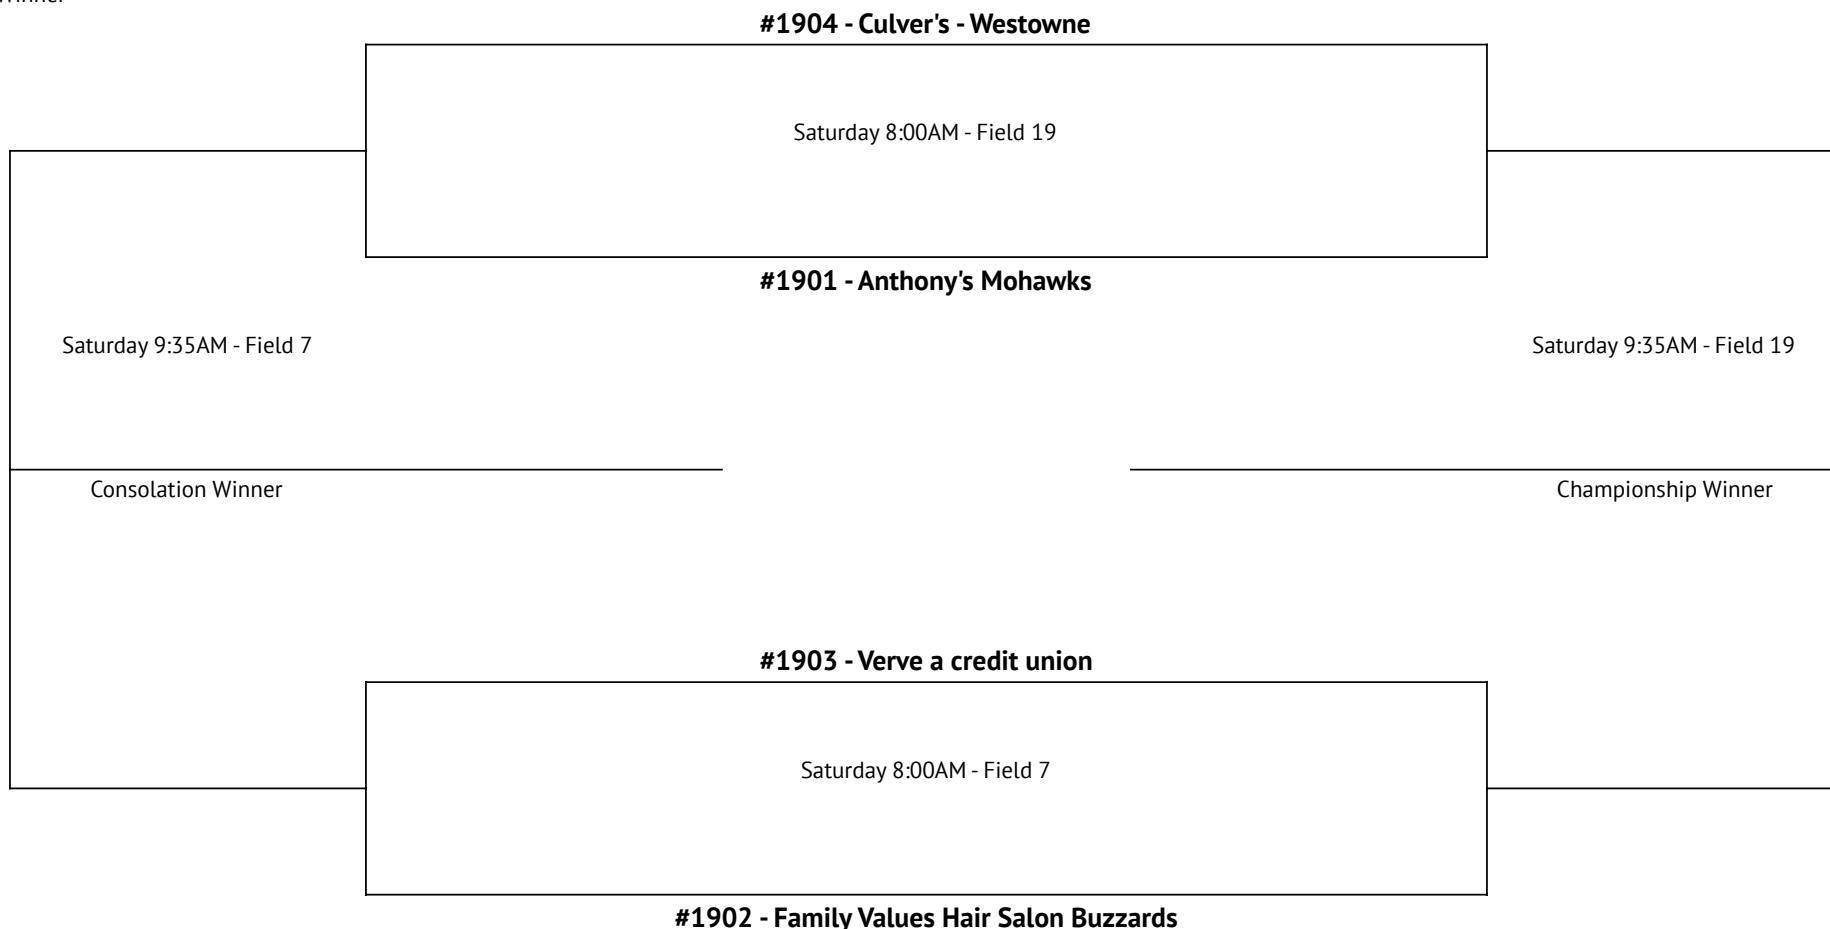 Winner
#1904 - Culver's - Westowne
Saturday 8:00AM - Field 19
#1901 - Anthony's Mohawks
Saturday 9:35AM - Field 7
Saturday 9:35AM - Field 19
Consolation Winner
Championship Winner
#1903 - Verve a credit union
Saturday 8:00AM - Field 7
#1902 - Family Values Hair Salon Buzzards